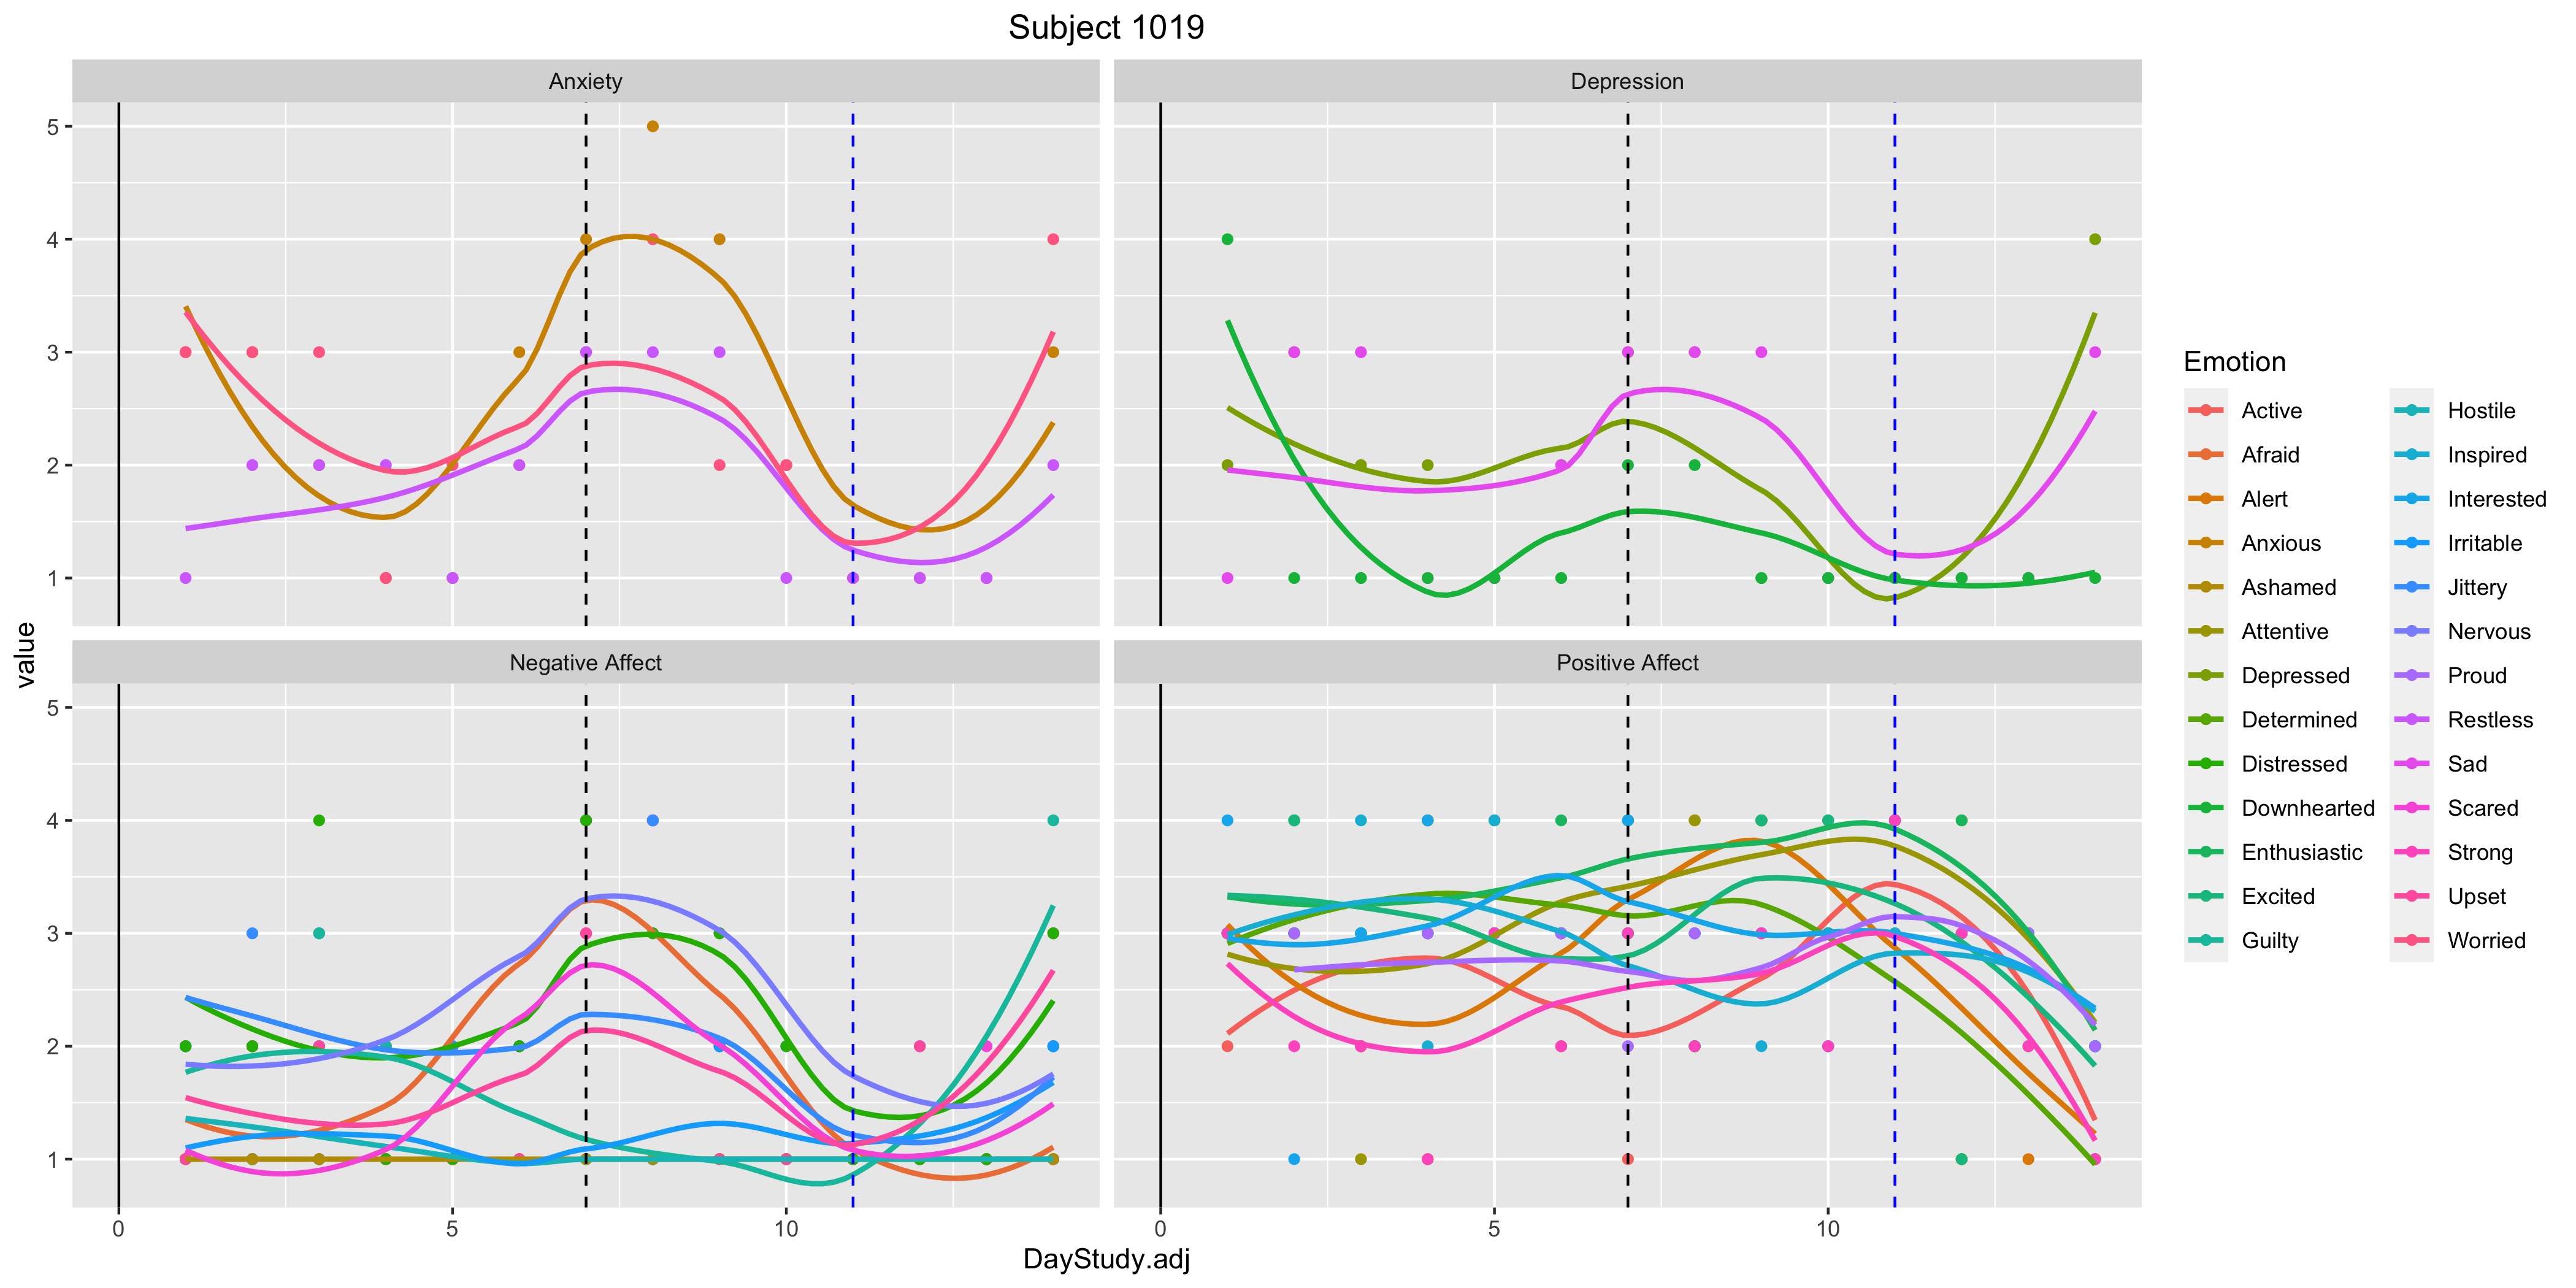 Subject 1019
Anxiety
Depression
5
4
3
2
1
Negative Affect
Positive Affect
5
4
3
2
1
0
5
10
0
5
10
value
DayStudy.adj
Emotion
Active
Afraid
Alert
Anxious
Ashamed
Attentive
Depressed
Determined
Distressed
Downhearted
Enthusiastic
Excited
Guilty
Hostile
Inspired
Interested
Irritable
Jittery
Nervous
Proud
Restless
Sad
Scared
Strong
Upset
Worried